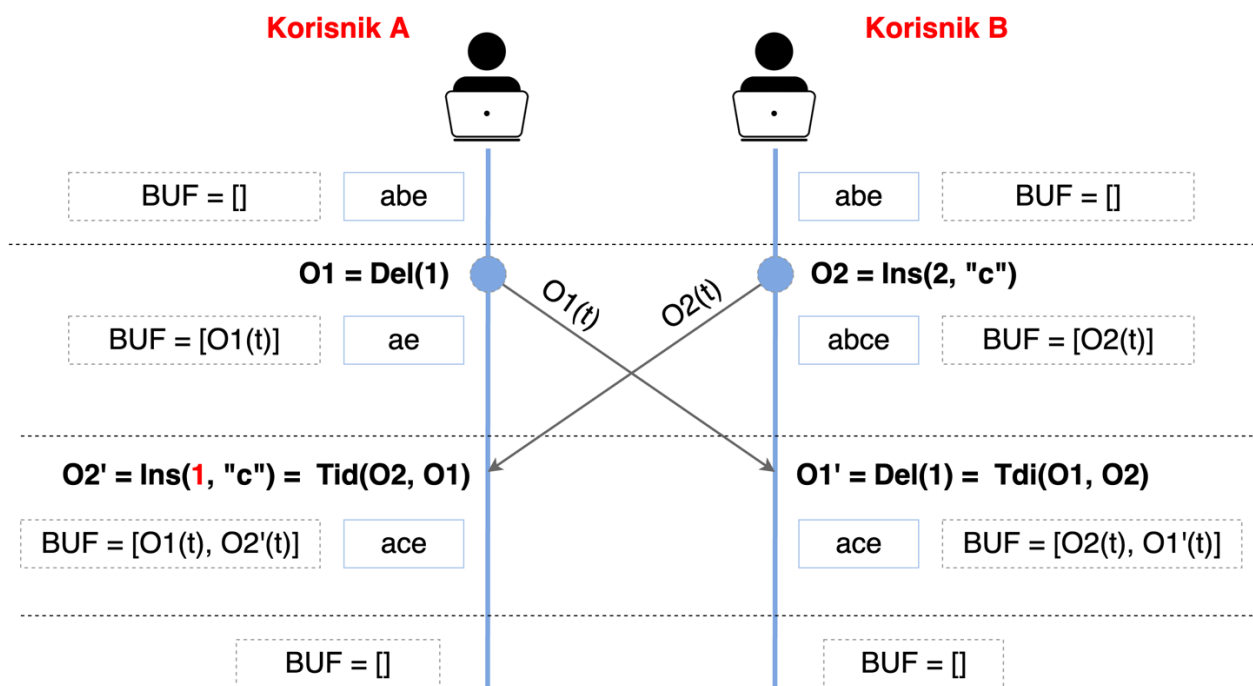 Korisnik A
Korisnik B
BUF = []
abe
abe
BUF = []
O1 = Del(1)
O1(t)
O2(t)
O2 = Ins(2, "c")
BUF = [O1(t)]
ae
abce
BUF = [O2(t)]
O2' = Ins(1, "c") = Tid(O2, O1)
O1' = Del(1) = Tdi(O1, O2)
BUF = [O1(t), O2'(t)]
ace
ace
BUF = [O2(t), O1'(t)]
BUF = []
BUF = []